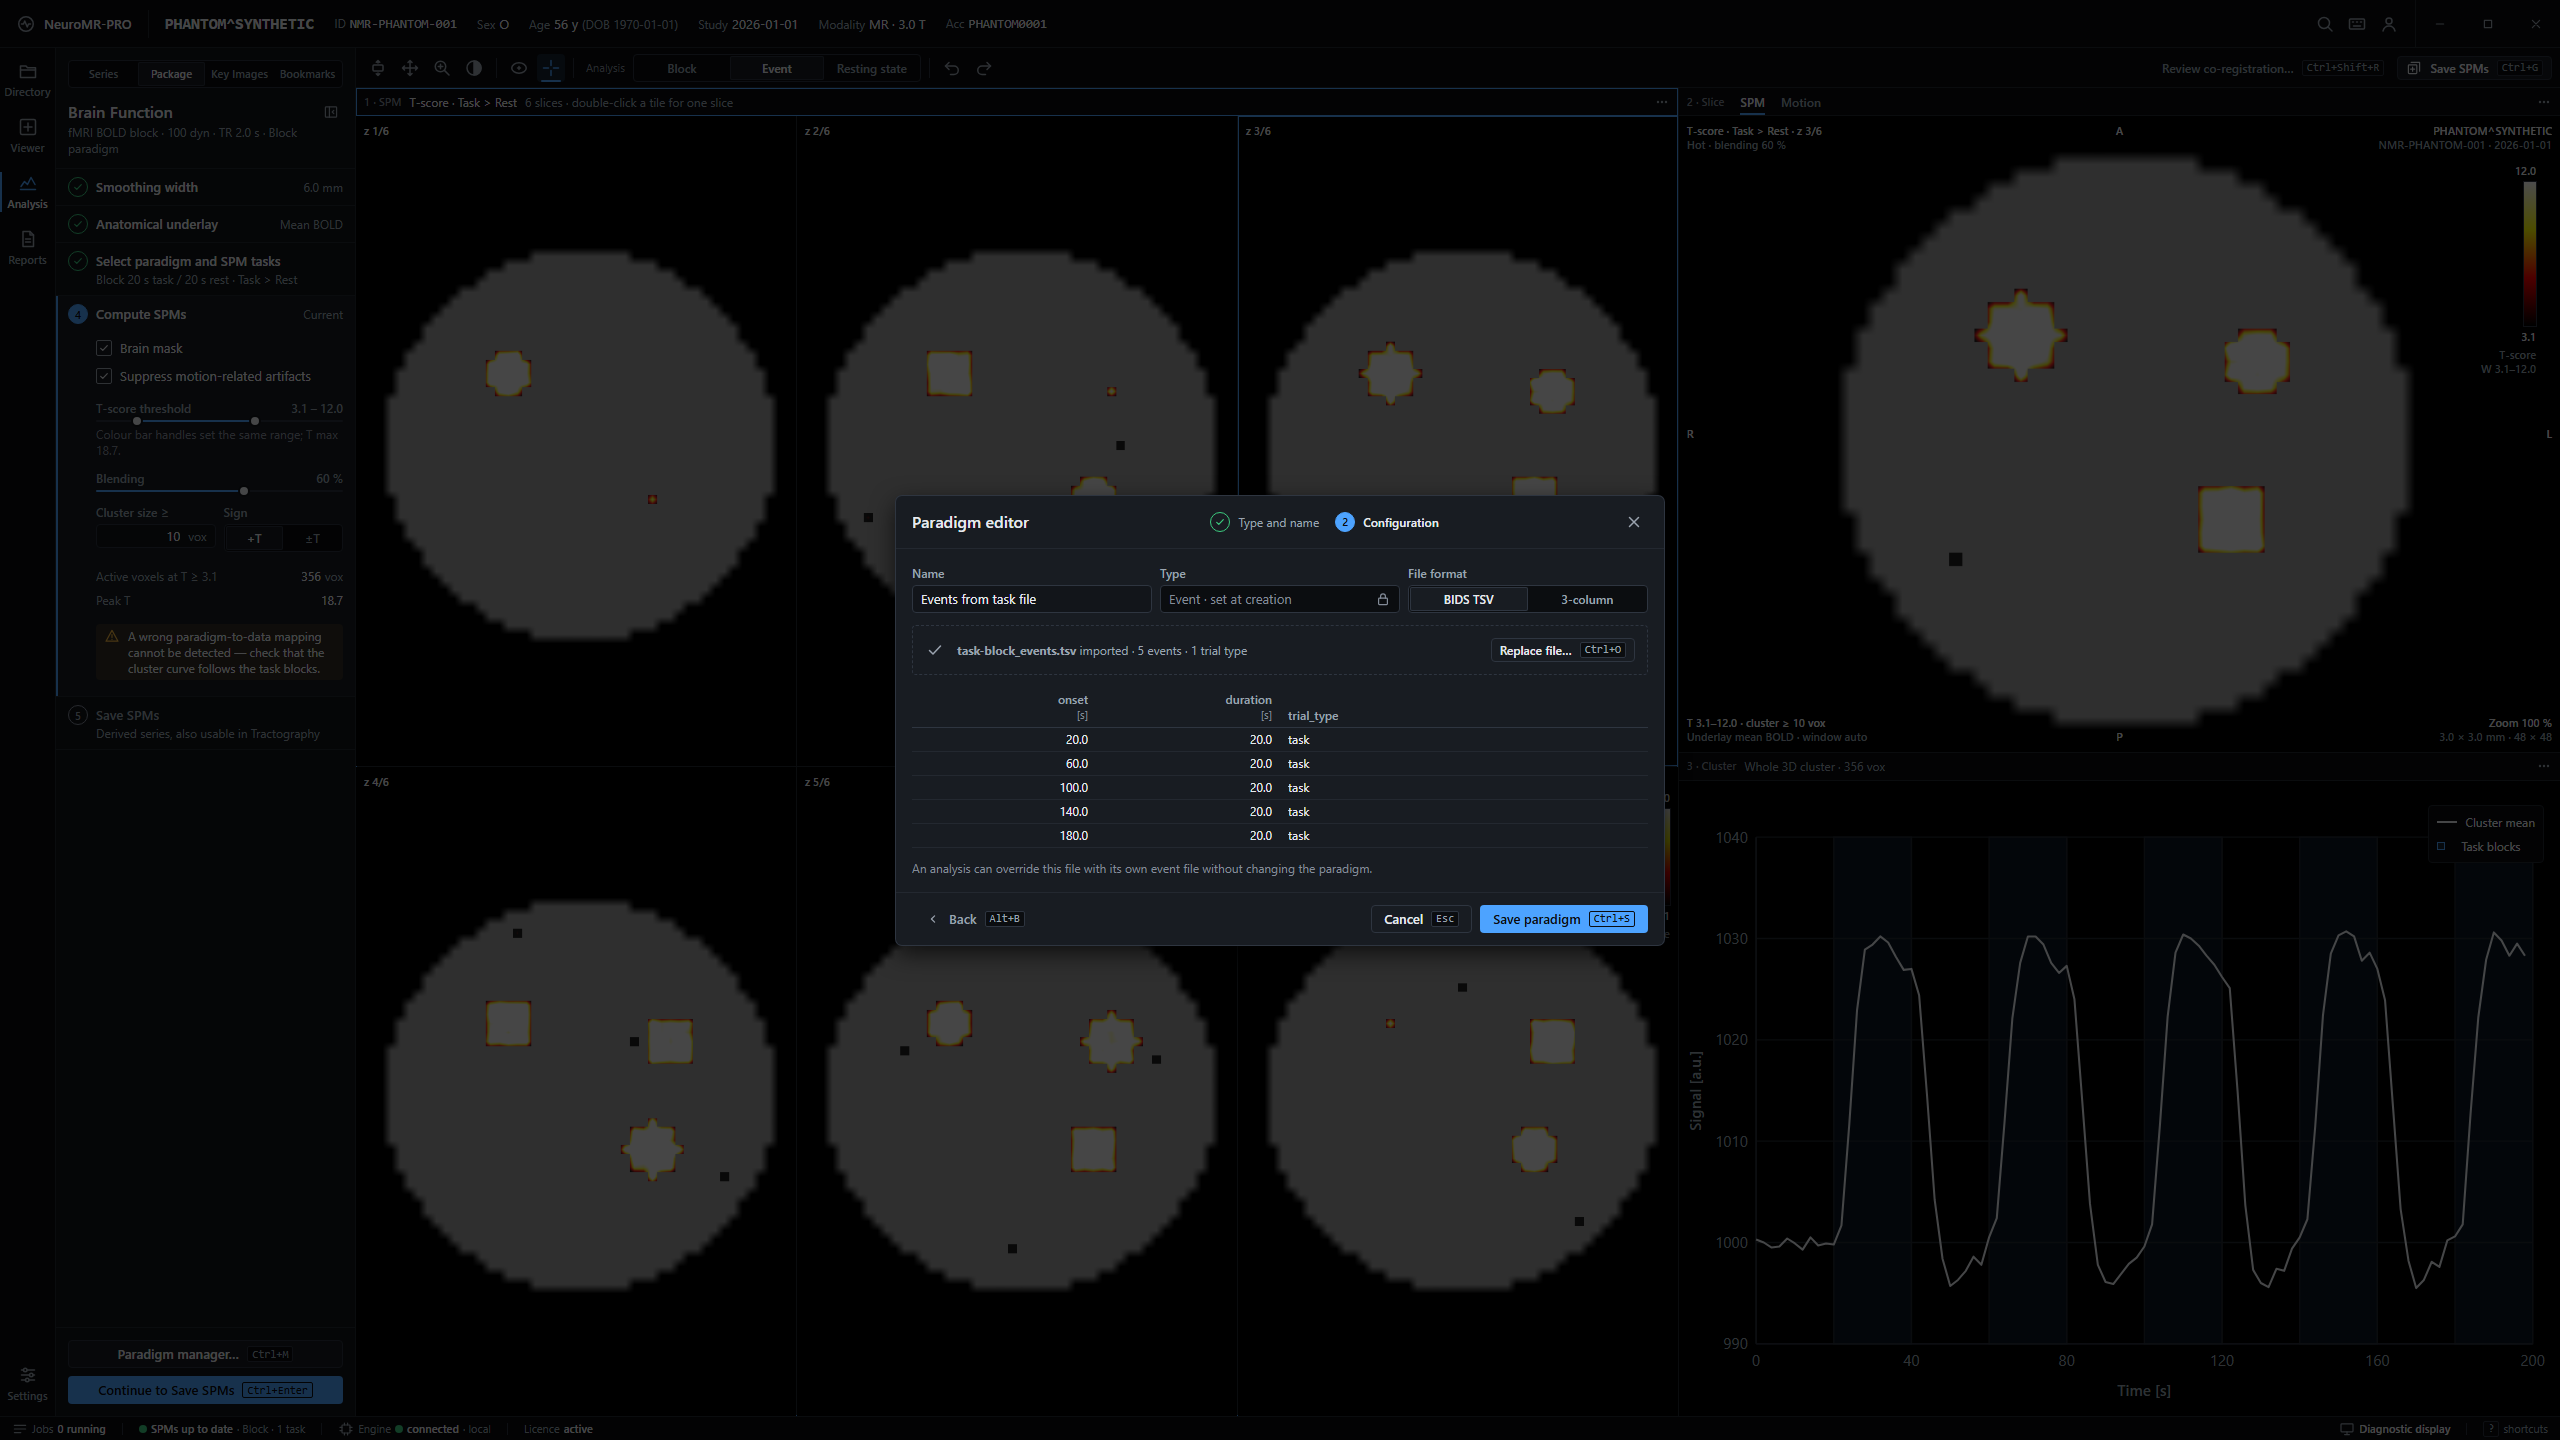 NeuroMR-PRO PHANTOM^SYNTHETIC ID NMR-PHANTOM-001 Sex O Age 56 y (DOB 1970-01-01) Study 2026-01-01 Modality MR · 3.0 T Acc PHANTOM0001
Directory
Viewer
Analysis
Reports
Settings
Series Package Key Images Bookmarks
Brain Function
fMRI BOLD block · 100 dyn · TR 2.0 s · Block
paradigm
Smoothing width 6.0 mm
Anatomical underlay Mean BOLD
Select paradigm and SPM tasks
Block 20 s task / 20 s rest · Task > Rest
4 Compute SPMs Current
Brain mask
Suppress motion-related artifacts
T-score threshold 3.1 – 12.0
Colour bar handles set the same range; T max
18.7.
Blending 60 %
Cluster size ≥ Sign
10 vox +T ±T
Active voxels at T ≥ 3.1 356 vox
Peak T 18.7
A wrong paradigm-to-data mapping
cannot be detected — check that the
cluster curve follows the task blocks.
5 Save SPMs
Derived series, also usable in Tractography
Paradigm manager... Ctrl+M
Continue to Save SPMs Ctrl+Enter
Analysis Block Event Resting state
Review co-registration... Ctrl+Shift+R Save SPMs Ctrl+G
1 · SPM T-score · Task > Rest 6 slices · double-click a tile for one slice
z 1/6 z 2/6 z 3/6
z 4/6 z 5/6
2 · Slice SPM Motion
T-score · Task > Rest · z 3/6
Hot · blending 60 %
A
PHANTOM^SYNTHETIC
NMR-PHANTOM-001 · 2026-01-01
12.0
3.1
T-score
W 3.1–12.0
R L
T 3.1–12.0 · cluster ≥ 10 vox
Underlay mean BOLD · window auto
P
Zoom 100 %
3.0 × 3.0 mm · 48 × 48
3 · Cluster Whole 3D cluster · 356 vox
Cluster mean
Task blocks
1040
1030
1020
1010
1000
990
Signal [a.u.]
0 40 80 120 160 200
Time [s]
Paradigm editor Type and name 2 Configuration
Name Type File format
Events from task file Event · set at creation BIDS TSV 3-column
task-block_events.tsv imported · 5 events · 1 trial type Replace file... Ctrl+O
onset duration
[s] [s] trial_type
20.0 20.0 task
60.0 20.0 task
100.0 20.0 task
140.0 20.0 task
180.0 20.0 task
An analysis can override this file with its own event file without changing the paradigm.
Back Alt+B Cancel Esc Save paradigm Ctrl+S
Jobs 0 running SPMs up to date · Block · 1 task Engine connected · local Licence active
Diagnostic display ? shortcuts